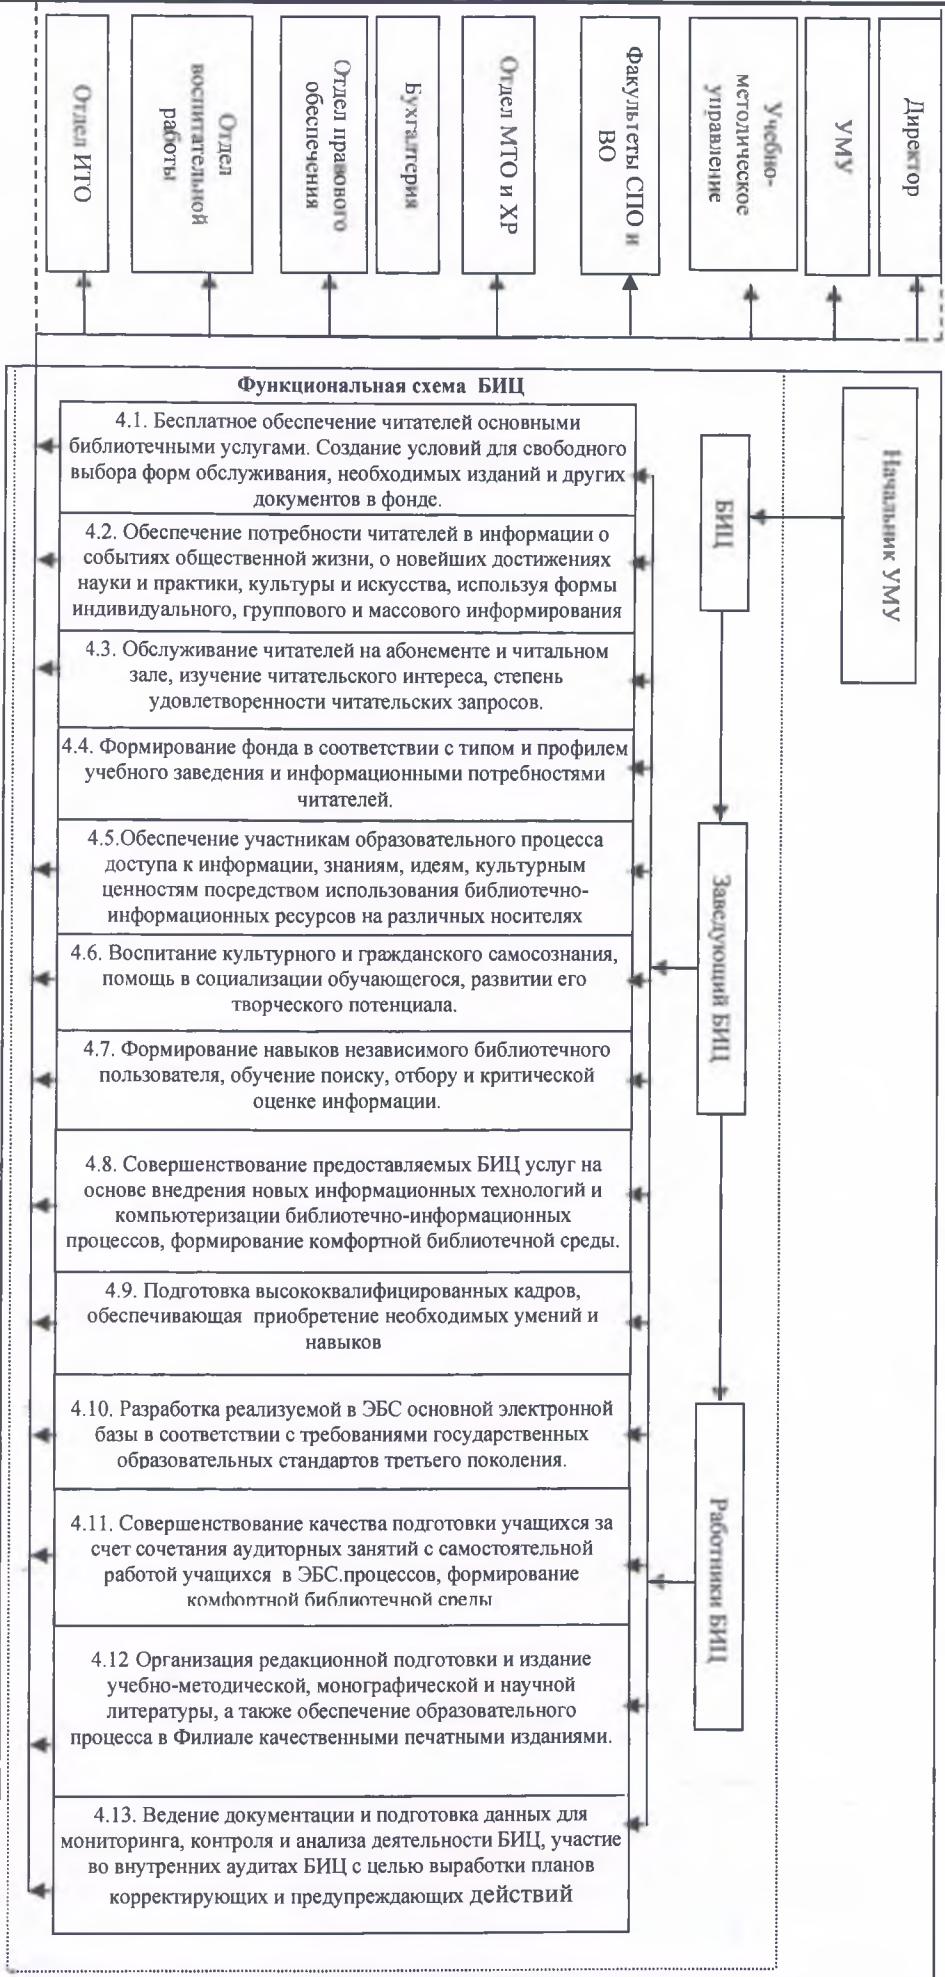 Отдел ИТО
Отдел
воспитательной
работы
Отдел правового
обеспечения
Бухгалтерия
Отдел МТО и ХР
Факультеты СПО и
ВО
Учебно-
методическое
управление
УМУ
Директор
Функциональная схема БИЦ
4.1. Бесплатное обеспечение читателей основными
библиотечными услугами. Создание условий для свободного
выбора форм обслуживания, необходимых изданий и других
документов в фонде.
4.2. Обеспечение потребности читателей в информации о
событиях общественной жизни, о новейших достижениях
науки и практики, культуры и искусства, используя формы
индивидуального, группового и массового информирования
4.3. Обслуживание читателей на абонементе и читальном
зале, изучение читательского интереса, степень
удовлетворенности читательских запросов.
4.4. Формирование фонда в соответствии с типом и профилем
учебного заведения и информационными потребностями
читателей.
4.5.Обеспечение участникам образовательного процесса
доступа к информации, знаниям, идеям, культурным
ценностям посредством использования библиотечно-
информационных ресурсов на различных носителях
4.6. Воспитание культурного и гражданского самосознания,
помощь в социализации обучающегося, развитии его
творческого потенциала.
4.7. Формирование навыков независимого библиотечного
пользователя, обучение поиску, отбору и критической
оценке информации.
4.8. Совершенствование предоставляемых БИЦ услуг на
основе внедрения новых информационных технологий и
компьютеризации библиотечно-информационных
процессов, формирование комфортной библиотечной среды.
4.9. Подготовка высококвалифицированных кадров,
обеспечивающая приобретение необходимых умений и
навыков
4.10. Разработка реализуемой в ЭБС основной электронной
базы в соответствии с требованиями государственных
образовательных стандартов третьего поколения.
4.11. Совершенствование качества подготовки учащихся за
счет сочетания аудиторных занятий с самостоятельной
работой учащихся в ЭБС.процессов, формирование
комфортной библиотечной среды
4.12 Организация редакционной подготовки и издание
учебно-методической, монографической и научной
литературы, а также обеспечение образовательного
процесса в Филиале качественными печатными изданиями.
4.13. Ведение документации и подготовка данных для
мониторинга, контроля и анализа деятельности БИЦ, участие
во внутренних аудитах БИЦ с целью выработки планов
корректирующих и предупреждающих действий
БИЦ
Заведующий БИЦ
Работники БИЦ
Начальник УМУ